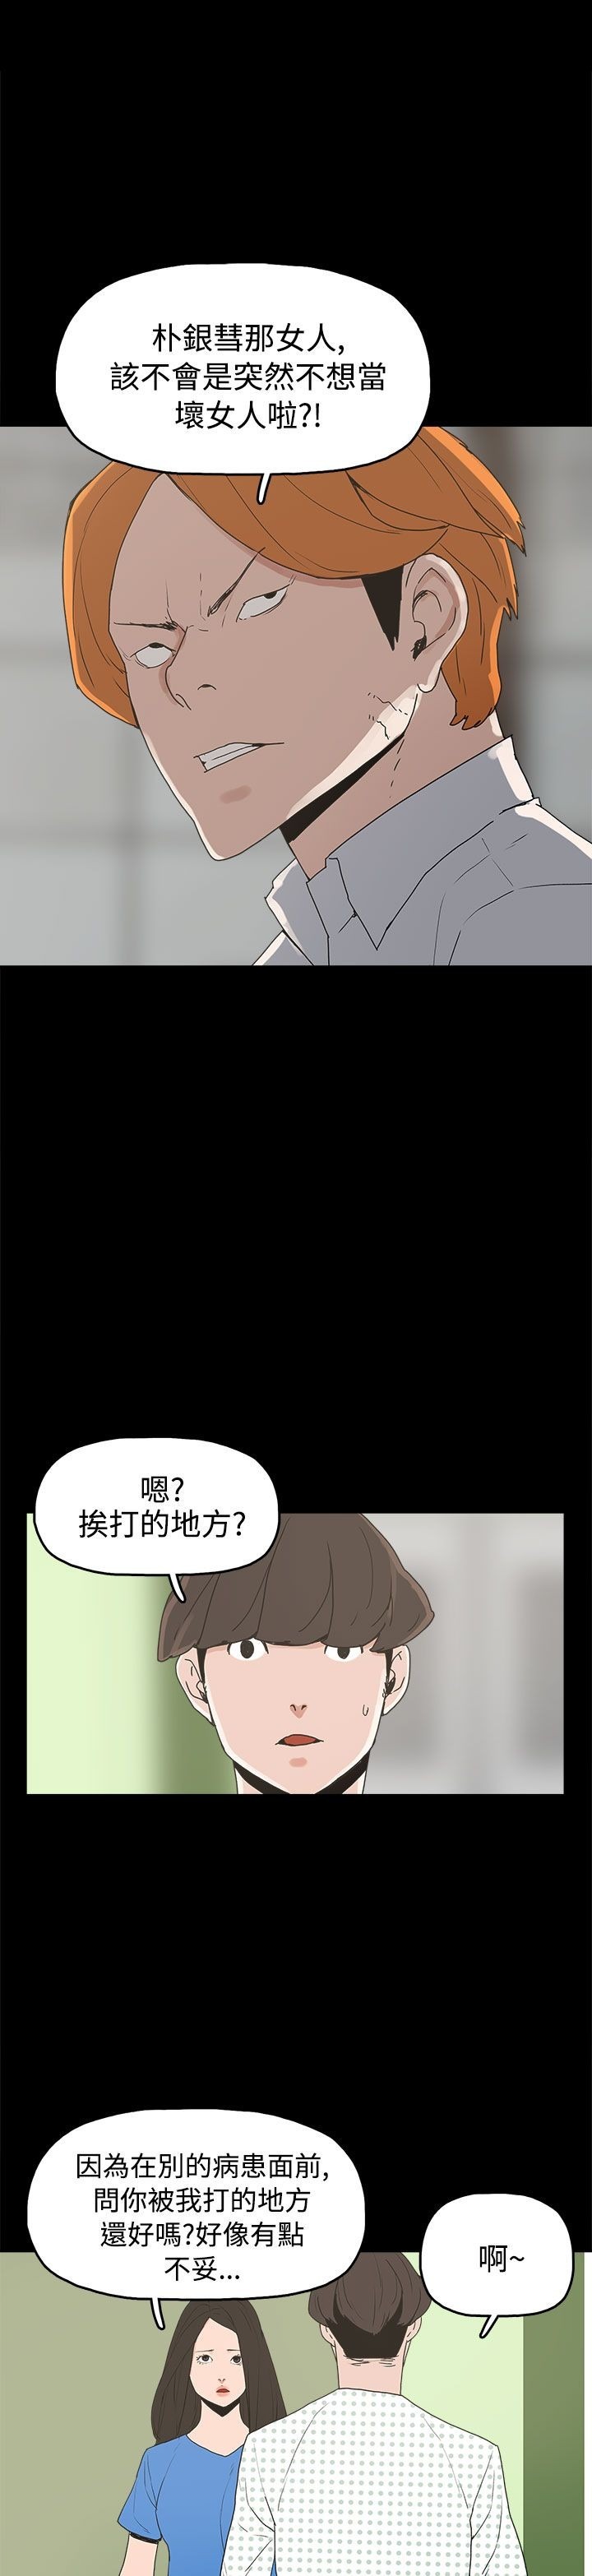 朴銀彗那女人,
該不會是突然不想當
壞女人啦?!
嗯?
挨打的地方?
因為在別的病患面前,
問你被我打的地方
還好嗎?好像有點
不妥...
啊~